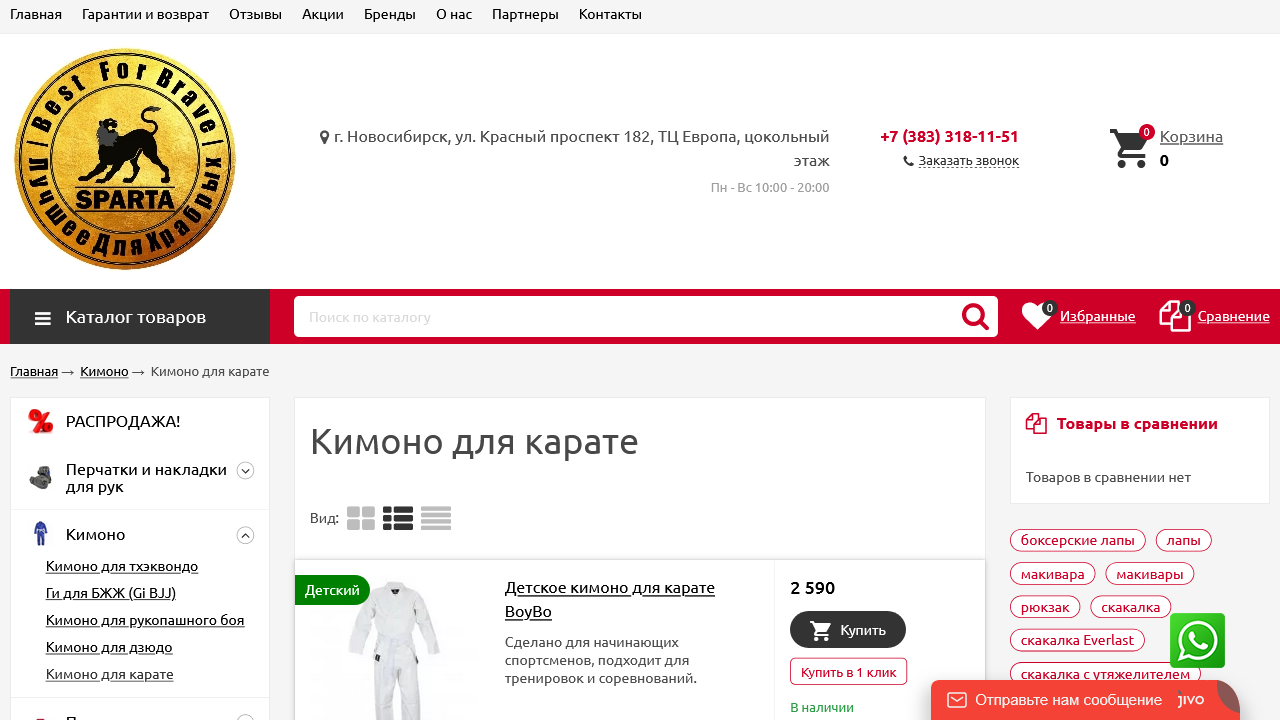 Главная Гарантии и возврат Отзывы Акции Бренды О нас Партнеры Контакты
| Best For Brave |
SPARTA
Лучшее Для Храбрых
г. Новосибирск, ул. Красный проспект 182, ТЦ Европа, цокольный
этаж
Пн - Вс 10:00 - 20:00
+7 (383) 318-11-51
Заказать звонок
0
Корзина
0
Каталог товаров
Поиск по каталогу
0
Избранные
0
Сравнение
Главная → Кимоно → Кимоно для карате
РАСПРОДАЖА!
Перчатки и накладки
для рук
Кимоно
Кимоно для тхэквондо
Ги для БЖЖ (Gi BJJ)
Кимоно для рукопашного боя
Кимоно для дзюдо
Кимоно для карате
Кимоно для карате
Вид:
Детский
Детское кимоно для карате
BoyBo
Сделано для начинающих
спортсменов, подходит для
тренировок и соревнований.
2 590
Купить
Купить в 1 клик
В наличии
Товары в сравнении
Товаров в сравнении нет
боксерские лапы лапы
макивара макивары
рюкзак скакалка
скакалка Everlast
скакалка с утяжелителем
Отправьте нам сообщение jivo